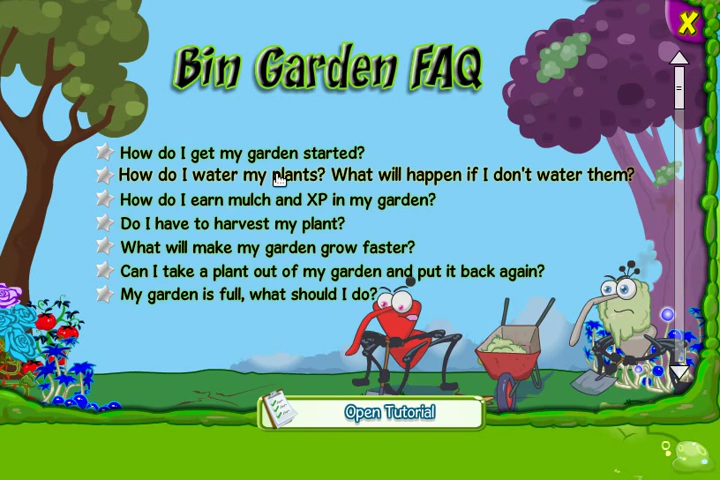 X
Bin Garden FAQ
How do I get my garden started?
How do I water my plants? What will happen if I don't water them?
How do I earn mulch and XP in my garden?
Do I have to harvest my plant?
What will make my garden grow faster?
Can I take a plant out of my garden and put it back again?
My garden is full, what should I do?
Open Tutorial